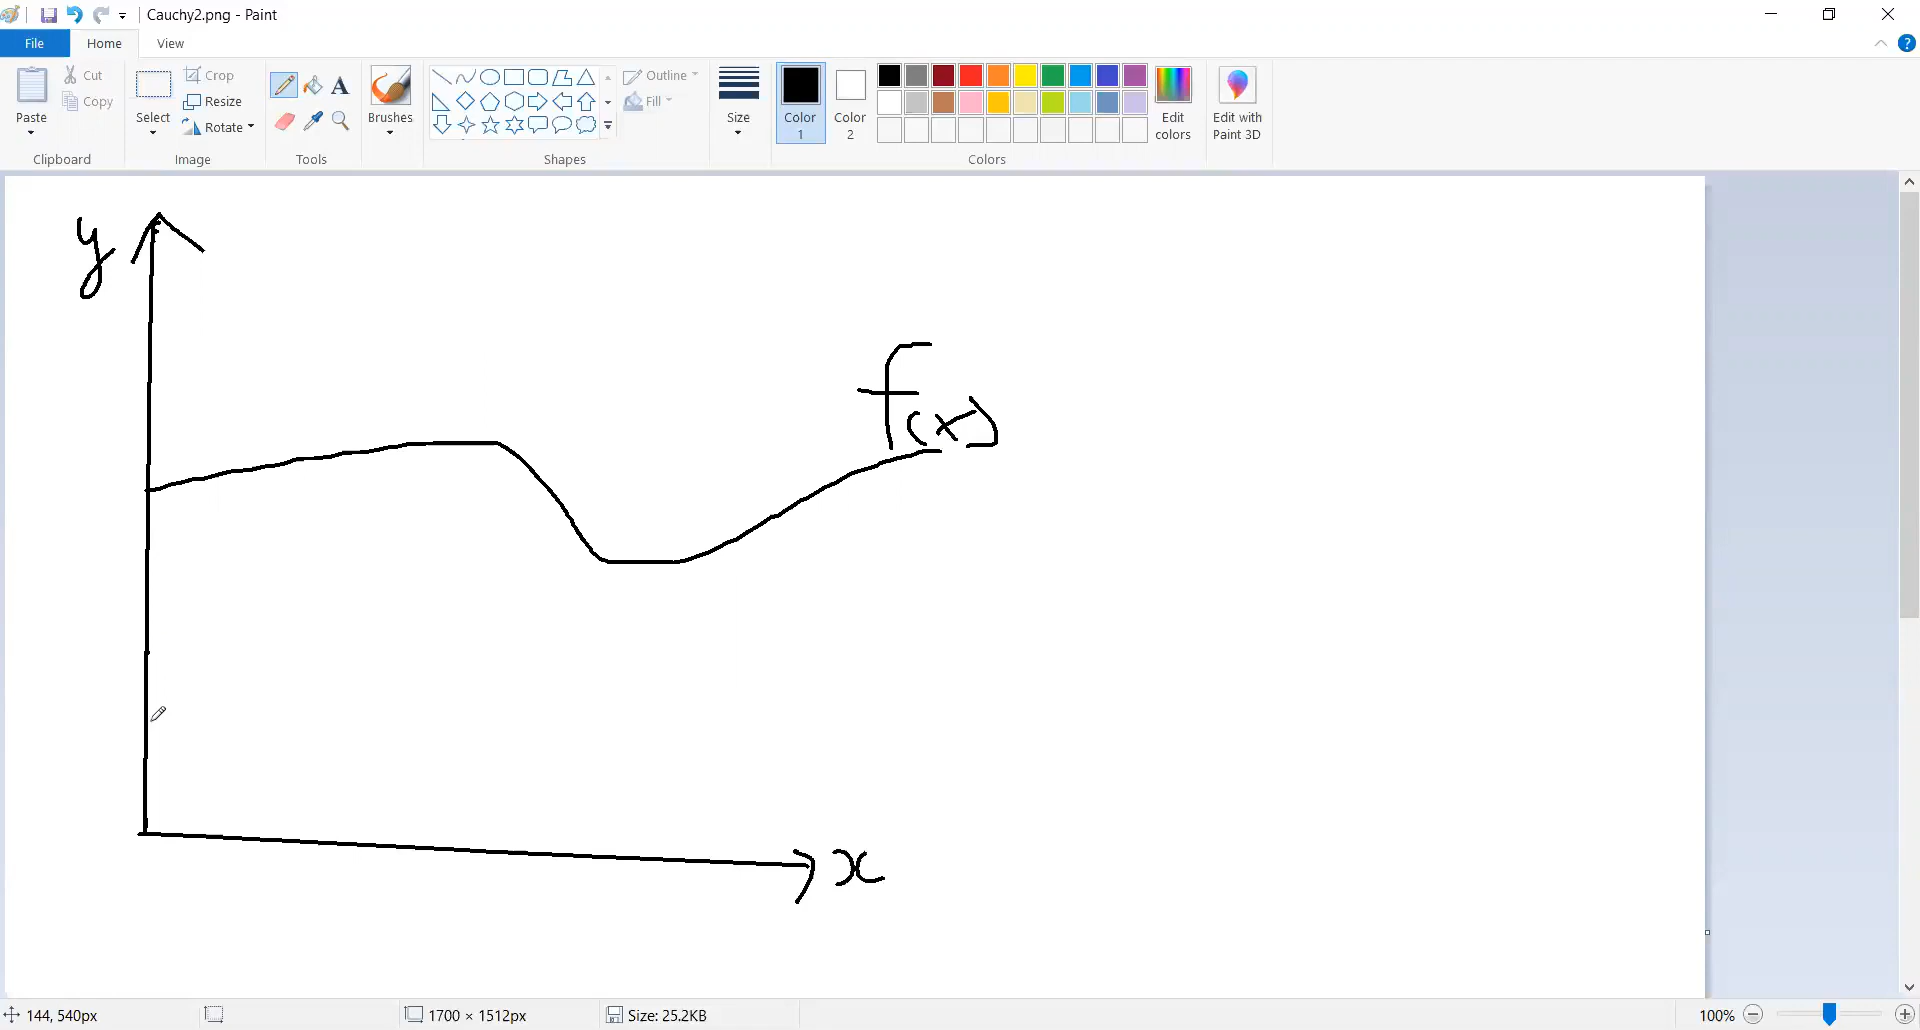 Cauchy2.png - Paint
File Home View
Paste
Cut
Copy
Clipboard
Select
Crop
Resize
Rotate
Image
A
Tools
Brushes
Outline
Fill
Shapes
Size
Color 1
Color 2
Edit colors
Edit with Paint 3D
Colors
?
y
f(x)
x
144, 540px
1700 × 1512px
Size: 25.2KB
100%